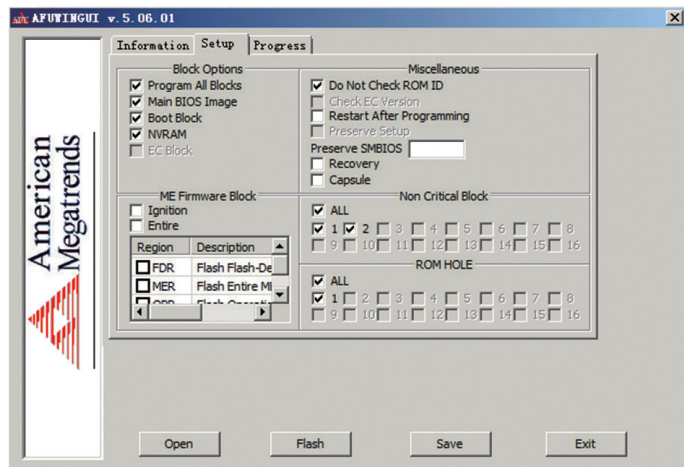 AFUWINGUI v.5.06.01
American
Megatrends
Information Setup Progress
Block Options
Program All Blocks
Main BIOS Image
Boot Block
NVRAM
EC Block
Miscellaneous
Do Not Check ROM ID
Check EC Version
Restart After Programming
Preserve Setup
Preserve SMBIOS
Recovery
Capsule
ME Firmware Block
Ignition
Entire
Region Description
FDR Flash Flash-De
MER Flash Entire
Non Critical Block
ALL
1 2 3 4 5 6 7 8
9 10 11 12 13 14 15 16
ROM HOLE
ALL
1 2 3 4 5 6 7 8
9 10 11 12 13 14 15 16
Open Flash Save Exit